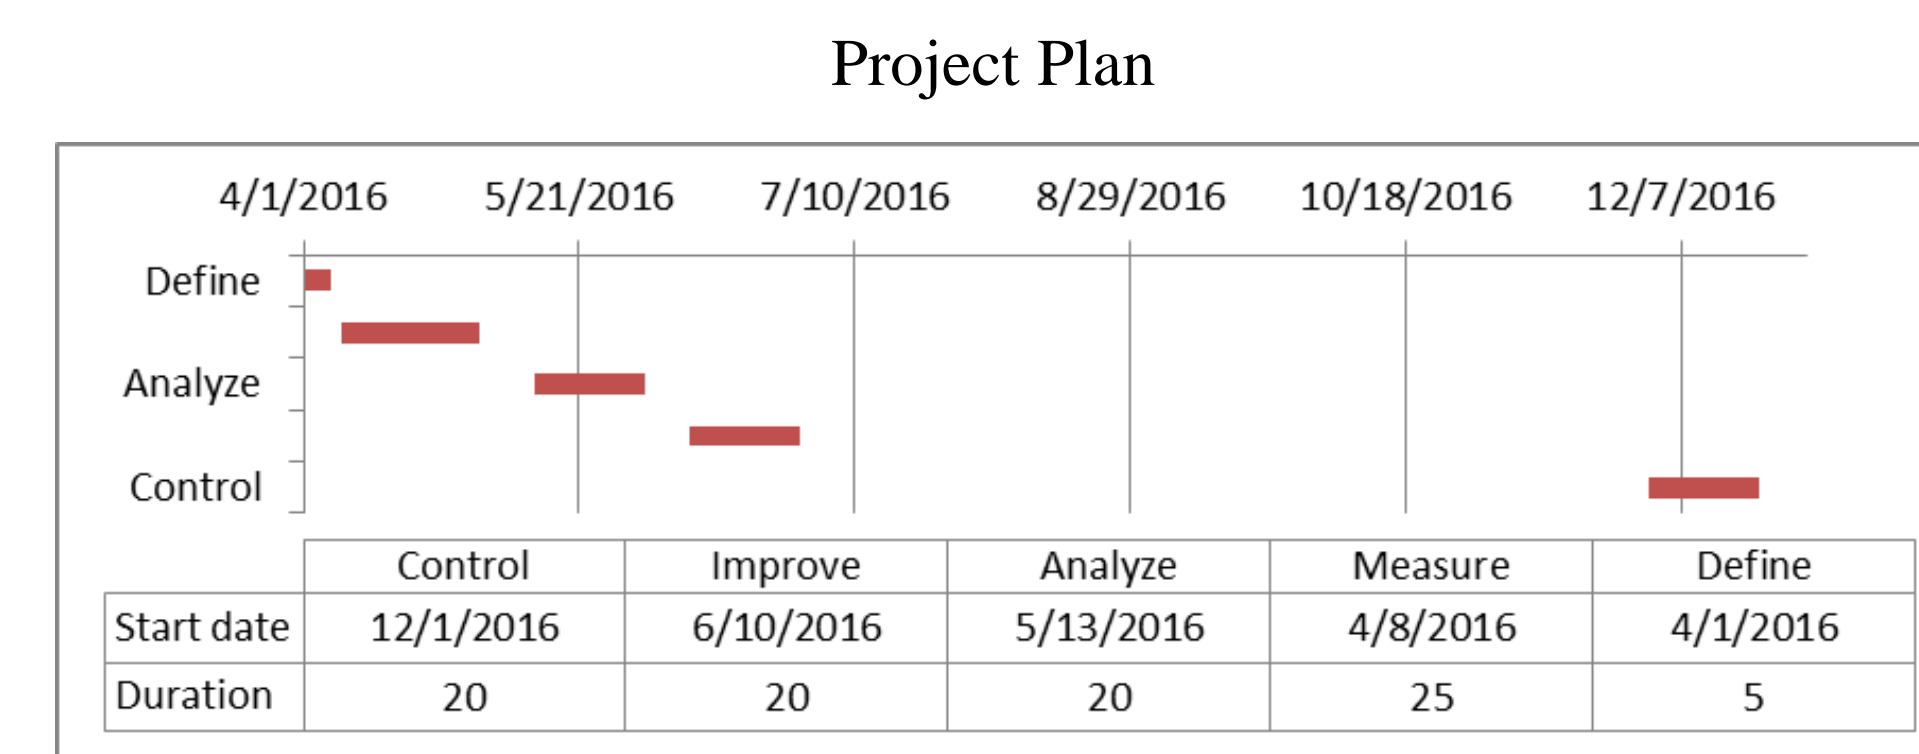 Project Plan
4/1/2016 5/21/2016 7/10/2016 8/29/2016 10/18/2016 12/7/2016
Define
Analyze
Control
Control Improve Analyze Measure Define
Start date 12/1/2016 6/10/2016 5/13/2016 4/8/2016 4/1/2016
Duration 20 20 20 25 5